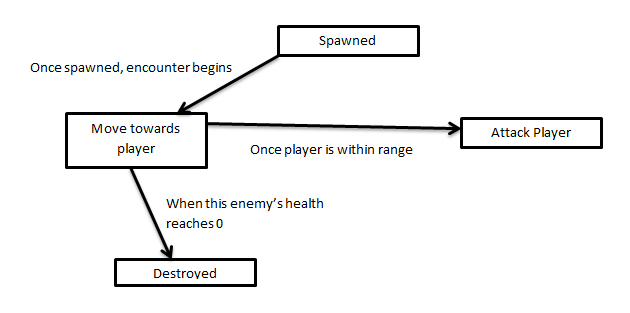 Spawned
Once spawned, encounter begins
Move towards
player
Attack Player
Once player is within range
When this enemy's health
reaches 0
Destroyed